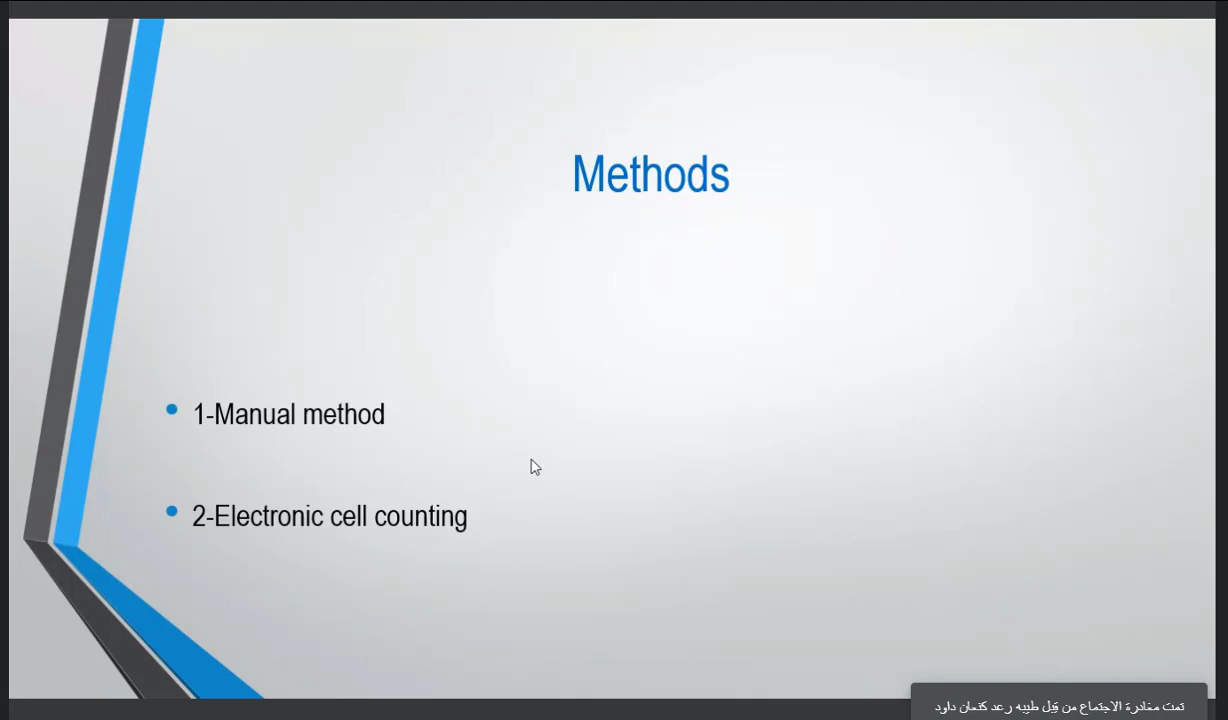 Methods
1-Manual method
2-Electronic cell counting
تمت مغادرة الاجتماع من قِبل طيبه رعد كنعان داود